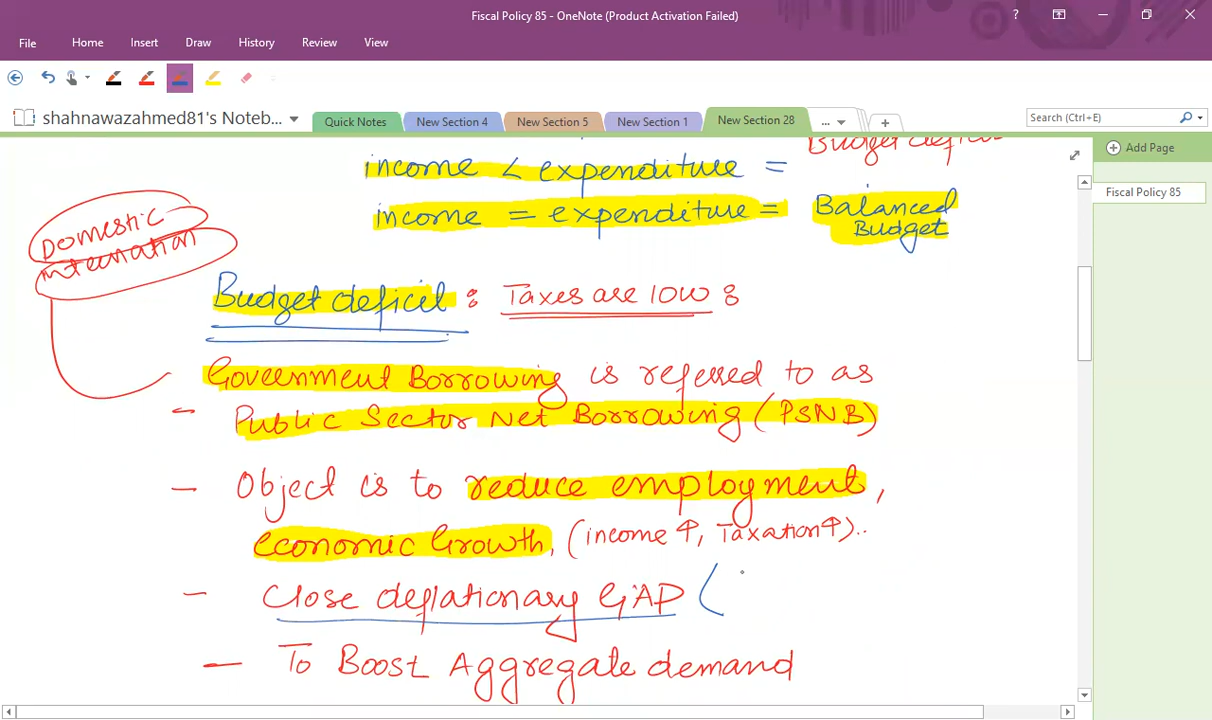 Fiscal Policy 85 - OneNote (Product Activation Failed)
?
File Home Insert Draw History Review View
shahnawazahmed81's Noteb... Quick Notes New Section 4 New Section 5 New Section 1 New Section 28 ... +
Search (Ctrl+E)
Add Page
Fiscal Policy 85
Budget defic
income < expenditure =
income = expenditure = Balanced
Budget
Domestic
internation
Budget deficit : Taxes are low :
Government Borrowing is referred to as
- Public Sector Net Borrowing (PSNB)
- Object is to reduce employment,
economic Growth, (income ↑, Taxation ↑)..
- Close deflationary GAP (
- To Boost Aggregate demand